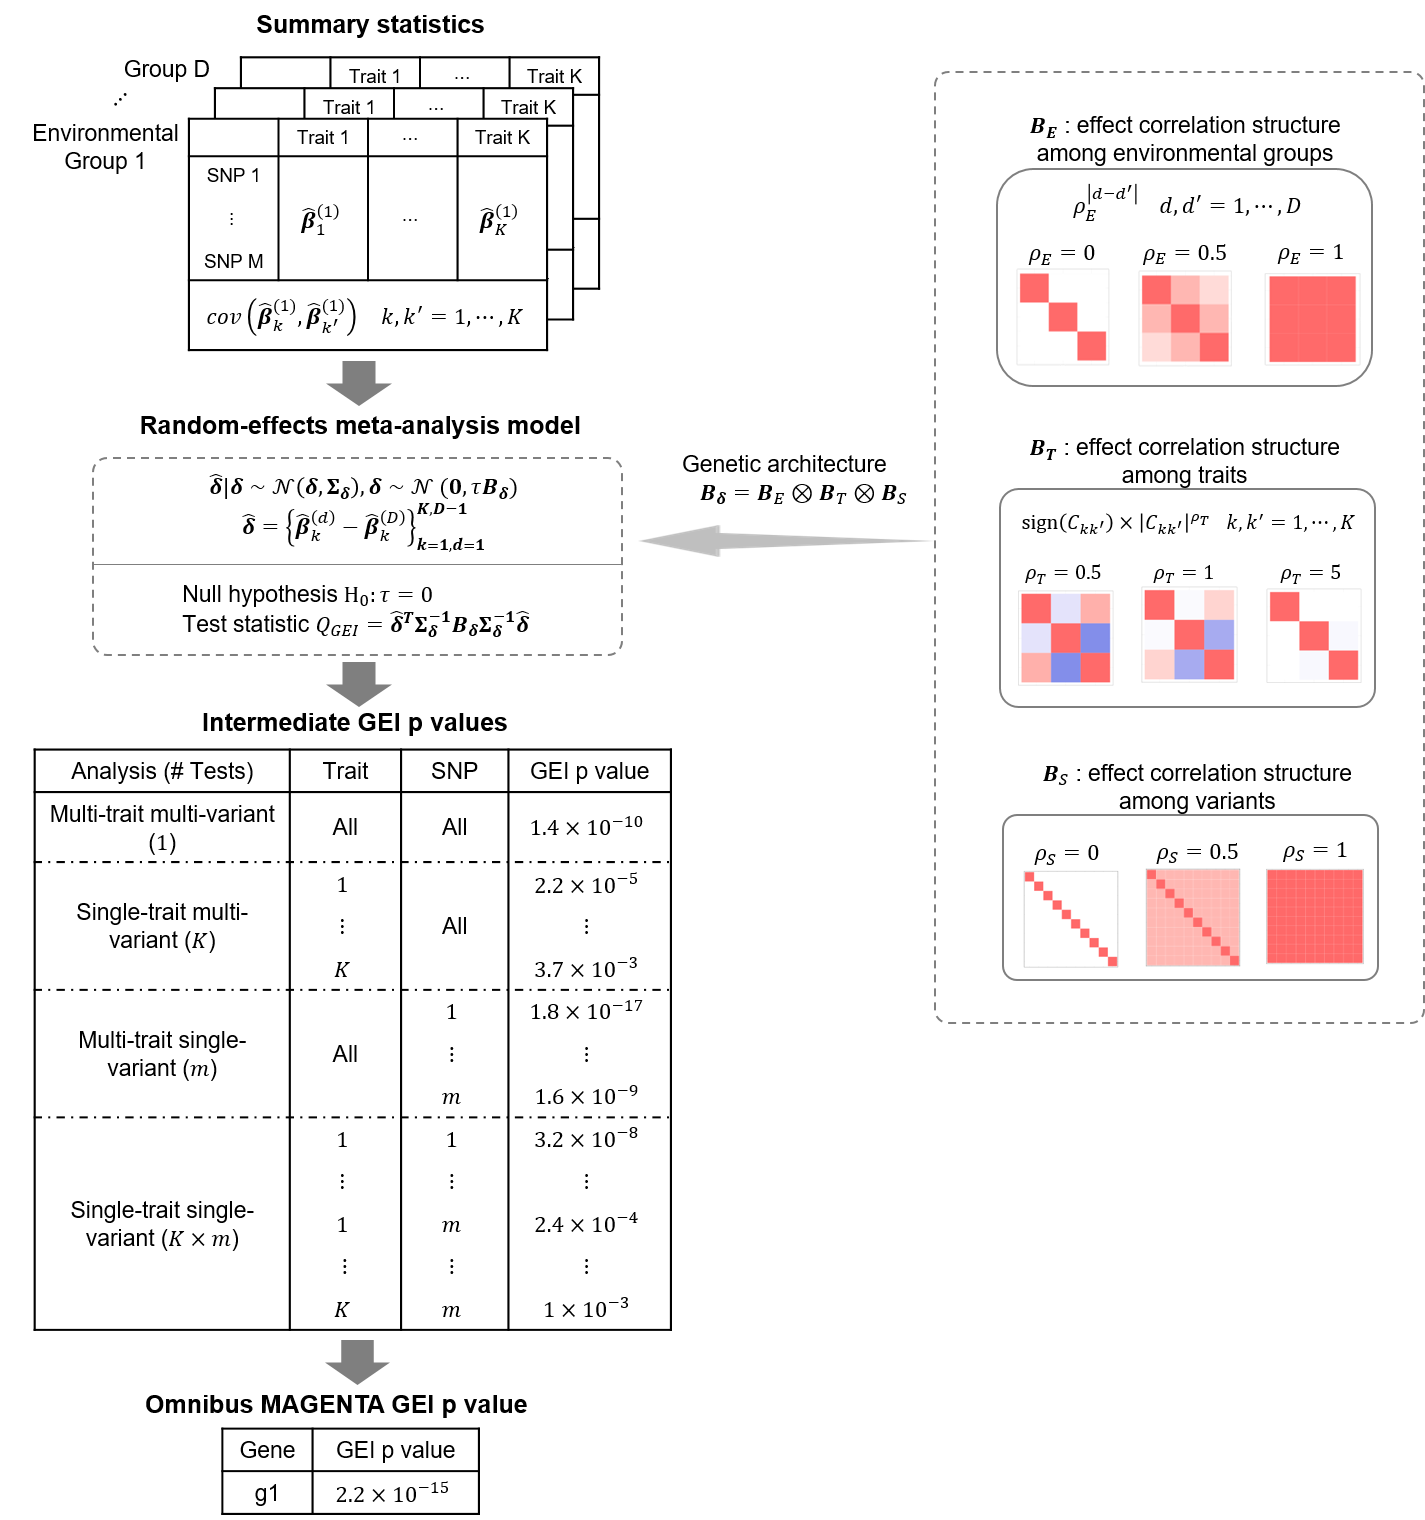 Summary statistics
Group D
Trait 1 ... Trait K
⋰
Trait 1 ... Trait K
Environmental
Group 1
Trait 1 ... Trait K
SNP 1
⋮ β̂₁⁽¹⁾ ... β̂_K⁽¹⁾
SNP M
cov(β̂_k⁽¹⁾, β̂_k′⁽¹⁾) k, k′ = 1, ⋯, K
Random-effects meta-analysis model
δ̂|δ ~ 𝒩(δ, Σ_δ), δ ~ 𝒩 (0, τB_δ)
δ̂ = {β̂_k^(d) − β̂_k^(D)}_{k=1,d=1}^{K,D−1}
Null hypothesis H₀: τ = 0
Test statistic Q_GEI = δ̂ᵀΣ_δ⁻¹B_δΣ_δ⁻¹δ̂
Genetic architecture
B_δ = B_E ⊗ B_T ⊗ B_S
B_E : effect correlation structure
among environmental groups
ρ_E^|d−d′| d, d′ = 1, ⋯, D
ρ_E = 0 ρ_E = 0.5 ρ_E = 1
B_T : effect correlation structure
among traits
sign(C_kk′) × |C_kk′|^ρ_T k, k′ = 1, ⋯, K
ρ_T = 0.5 ρ_T = 1 ρ_T = 5
B_S : effect correlation structure
among variants
ρ_S = 0 ρ_S = 0.5 ρ_S = 1
Intermediate GEI p values
Analysis (# Tests) Trait SNP GEI p value
Multi-trait multi-variant
(1) All All 1.4 × 10⁻¹⁰
1 2.2 × 10⁻⁵
Single-trait multi-
variant (K) ⋮ All ⋮
K 3.7 × 10⁻³
1 1.8 × 10⁻¹⁷
Multi-trait single-
variant (m) All ⋮ ⋮
m 1.6 × 10⁻⁹
1 1 3.2 × 10⁻⁸
⋮ ⋮ ⋮
Single-trait single-
variant (K × m) 1 m 2.4 × 10⁻⁴
⋮ ⋮ ⋮
K m 1 × 10⁻³
Omnibus MAGENTA GEI p value
Gene GEI p value
g1 2.2 × 10⁻¹⁵